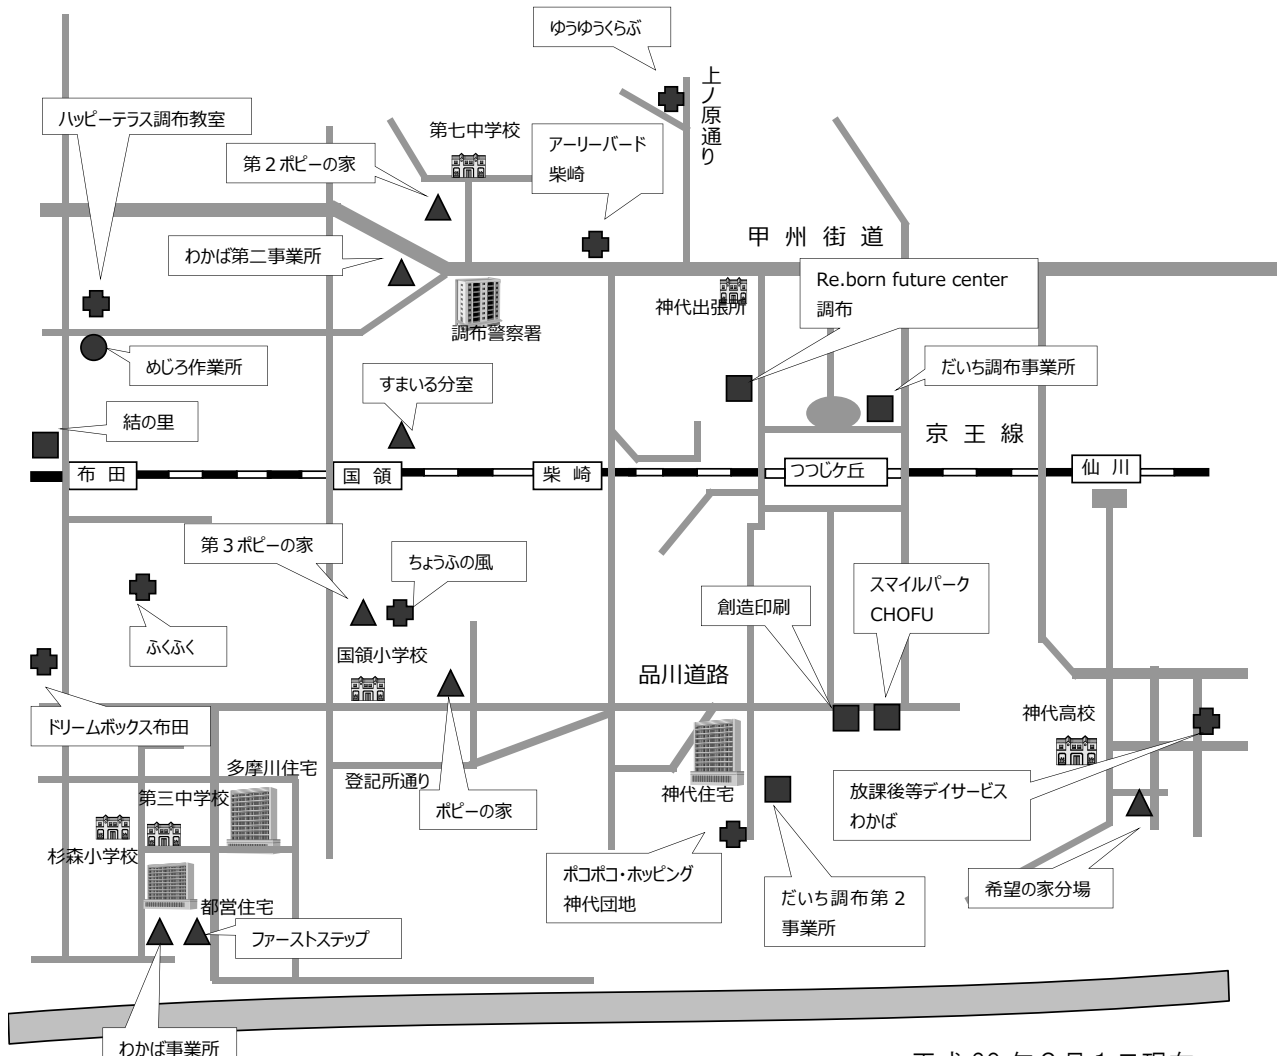 ゆうゆうくらぶ
上ノ原通り
ハッピーテラス調布教室
第七中学校
アーリーバード
柴崎
第２ポピーの家
甲 州 街 道
わかば第二事業所
Re.born future center
調布
神代出張所
調布警察署
めじろ作業所
すまいる分室
だいち調布事業所
結の里
京 王 線
布 田
国 領
柴 崎
つつじケ丘
仙 川
第３ポピーの家
ちょうふの風
スマイルパーク
CHOFU
創造印刷
ふくふく
国領小学校
品川道路
ドリームボックス布田
神代高校
多摩川住宅
登記所通り
第三中学校
ポピーの家
神代住宅
放課後等デイサービス
わかば
杉森小学校
ポコポコ・ホッピング
神代団地
だいち調布第２
事業所
希望の家分場
都営住宅
ファーストステップ
わかば事業所